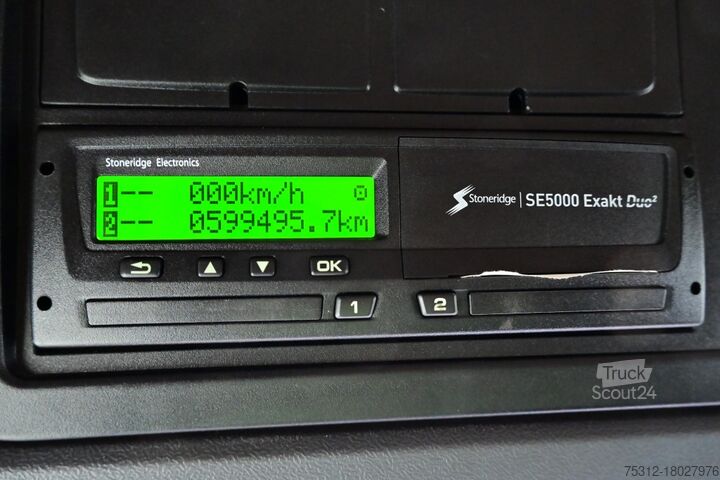 Stoneridge Electronics
1-- 000km/h
2-- 0599495.7km
Stoneridge | SE5000 Exakt Duo²
OK
1 2
Truck
Scout24
75312-18027976